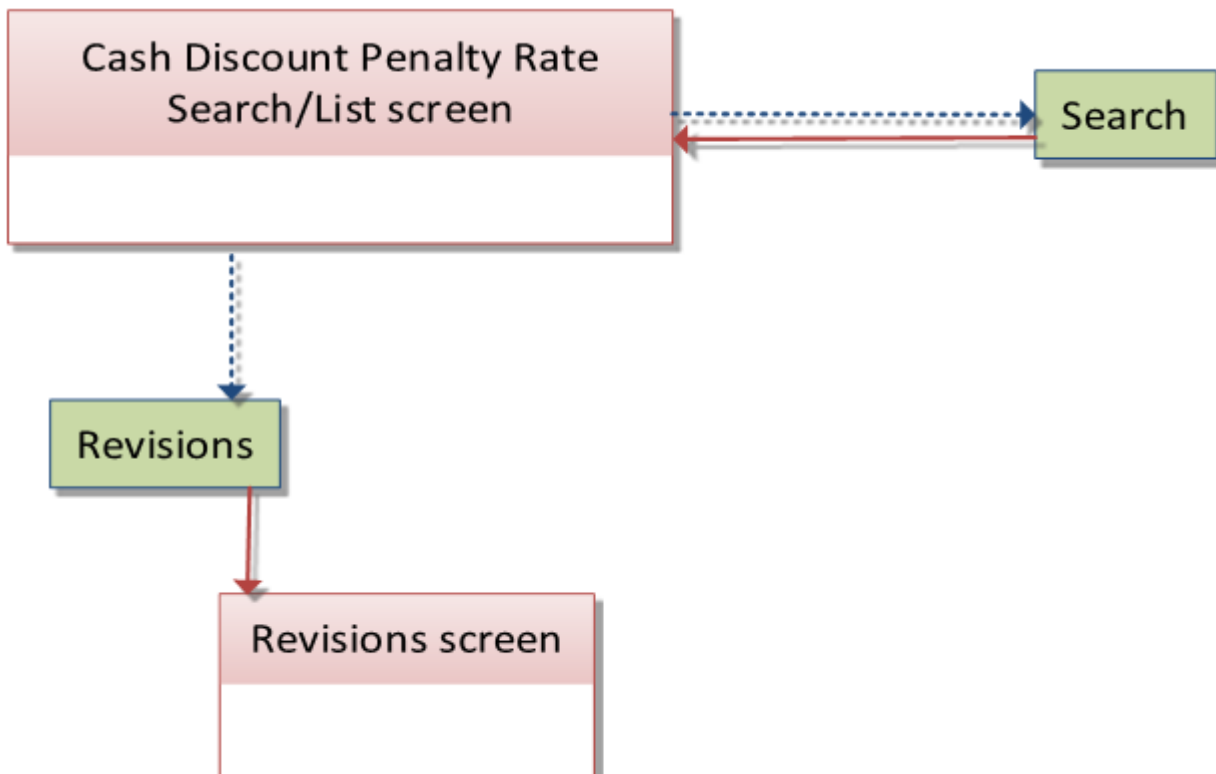 Cash Discount Penalty Rate
Search/List screen
Search
Revisions
Revisions screen